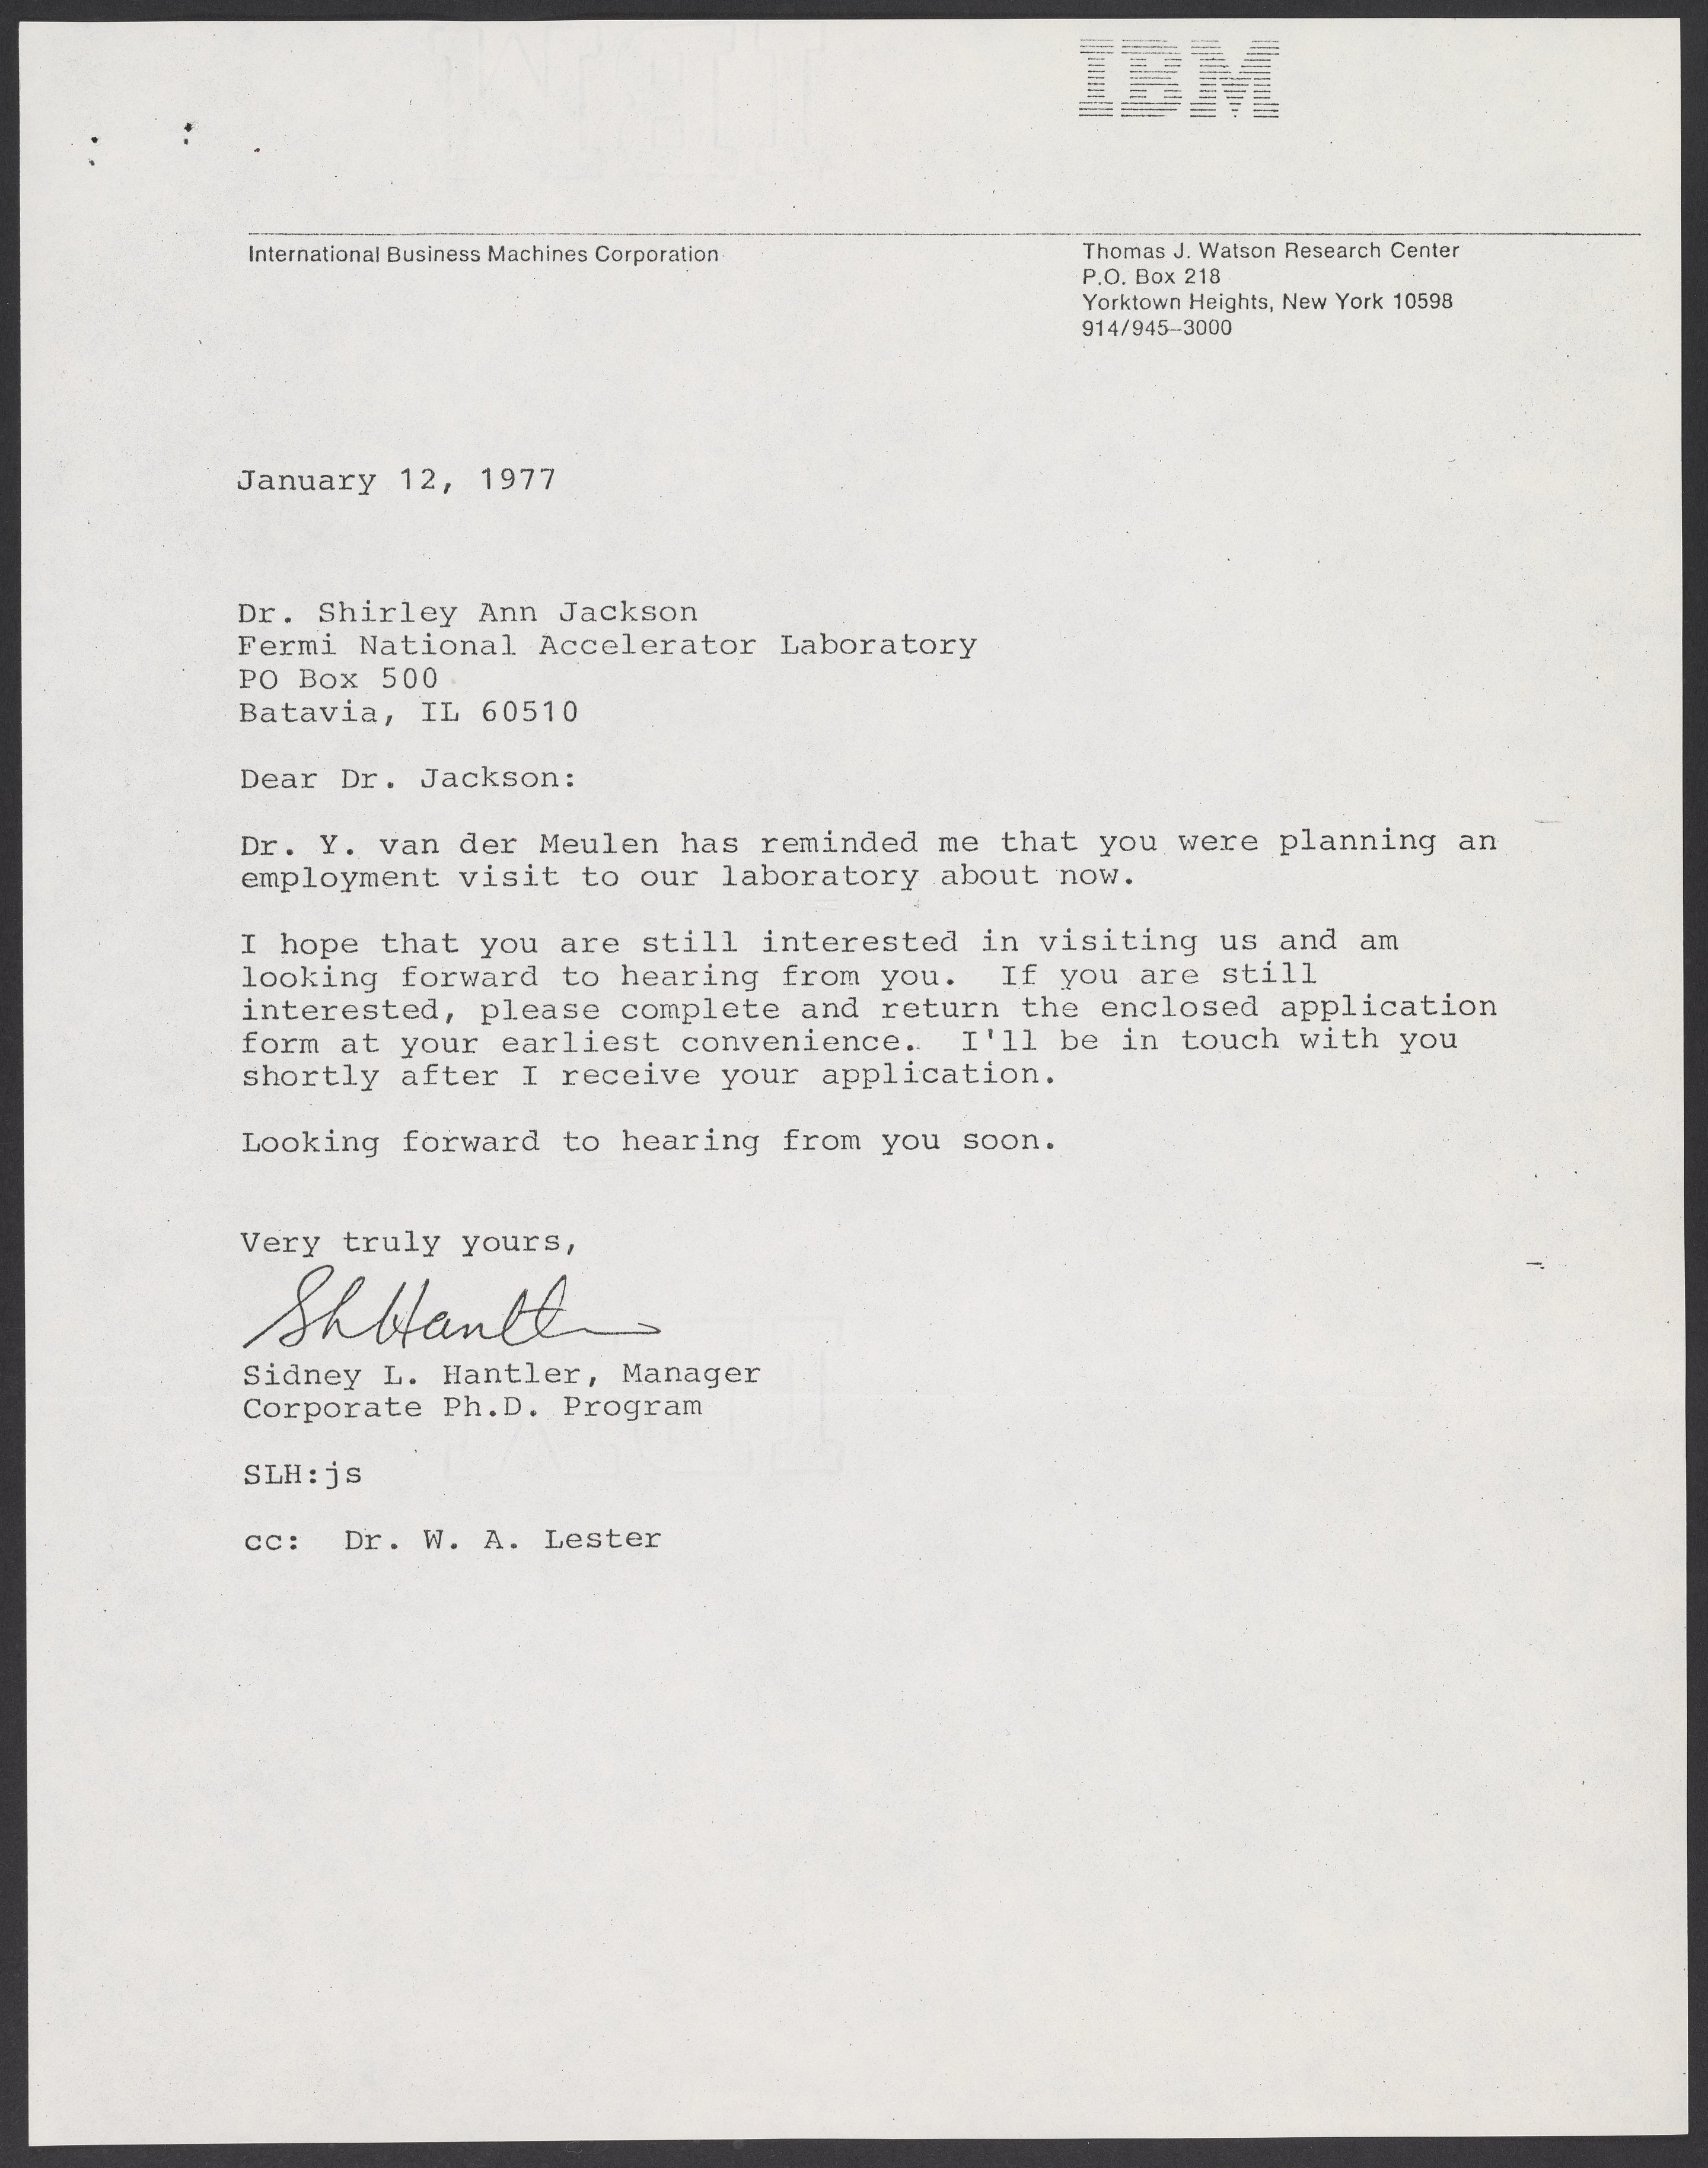 IBM
International Business Machines Corporation
Thomas J. Watson Research Center
P.O. Box 218
Yorktown Heights, New York 10598
914/945-3000
January 12, 1977
Dr. Shirley Ann Jackson
Fermi National Accelerator Laboratory
PO Box 500
Batavia, IL 60510
Dear Dr. Jackson:
Dr. Y. van der Meulen has reminded me that you were planning an
employment visit to our laboratory about now.
I hope that you are still interested in visiting us and am
looking forward to hearing from you.  If you are still
interested, please complete and return the enclosed application
form at your earliest convenience.  I'll be in touch with you
shortly after I receive your application.
Looking forward to hearing from you soon.
Very truly yours,
SLHantler
Sidney L. Hantler, Manager
Corporate Ph.D. Program
SLH:js
cc:  Dr. W. A. Lester